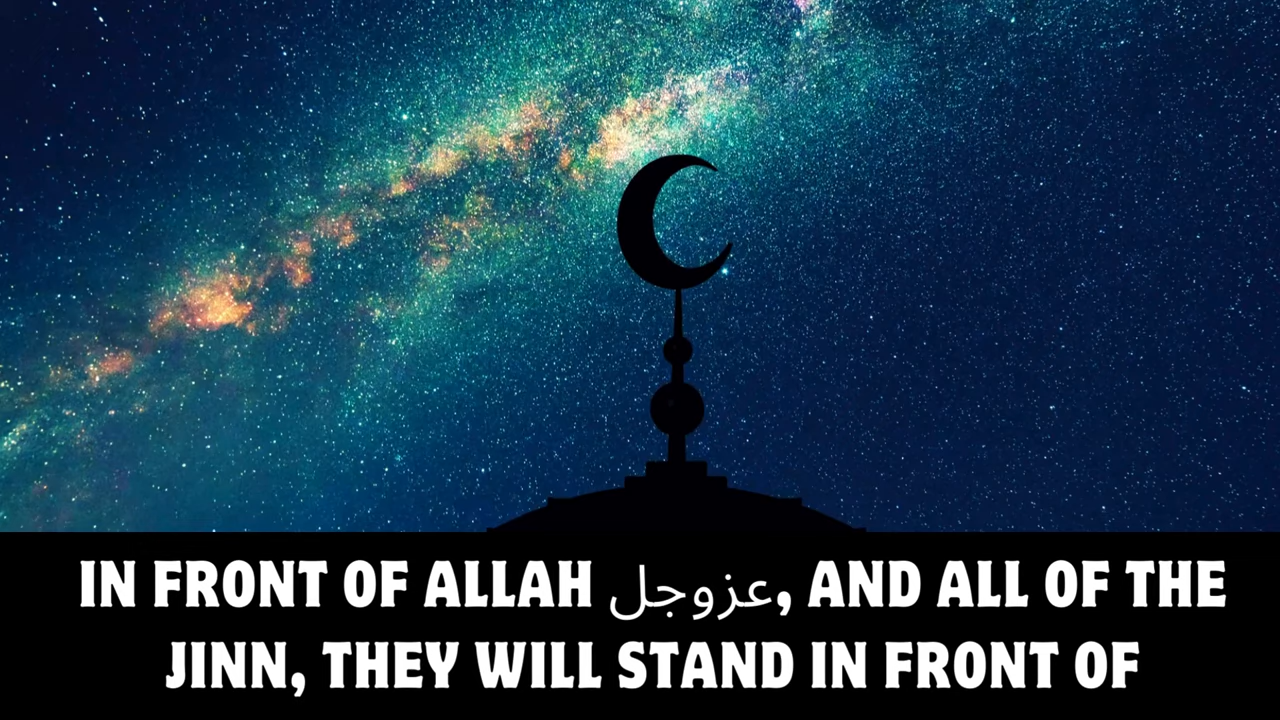 IN FRONT OF ALLAH عزوجل, AND ALL OF THE
JINN, THEY WILL STAND IN FRONT OF